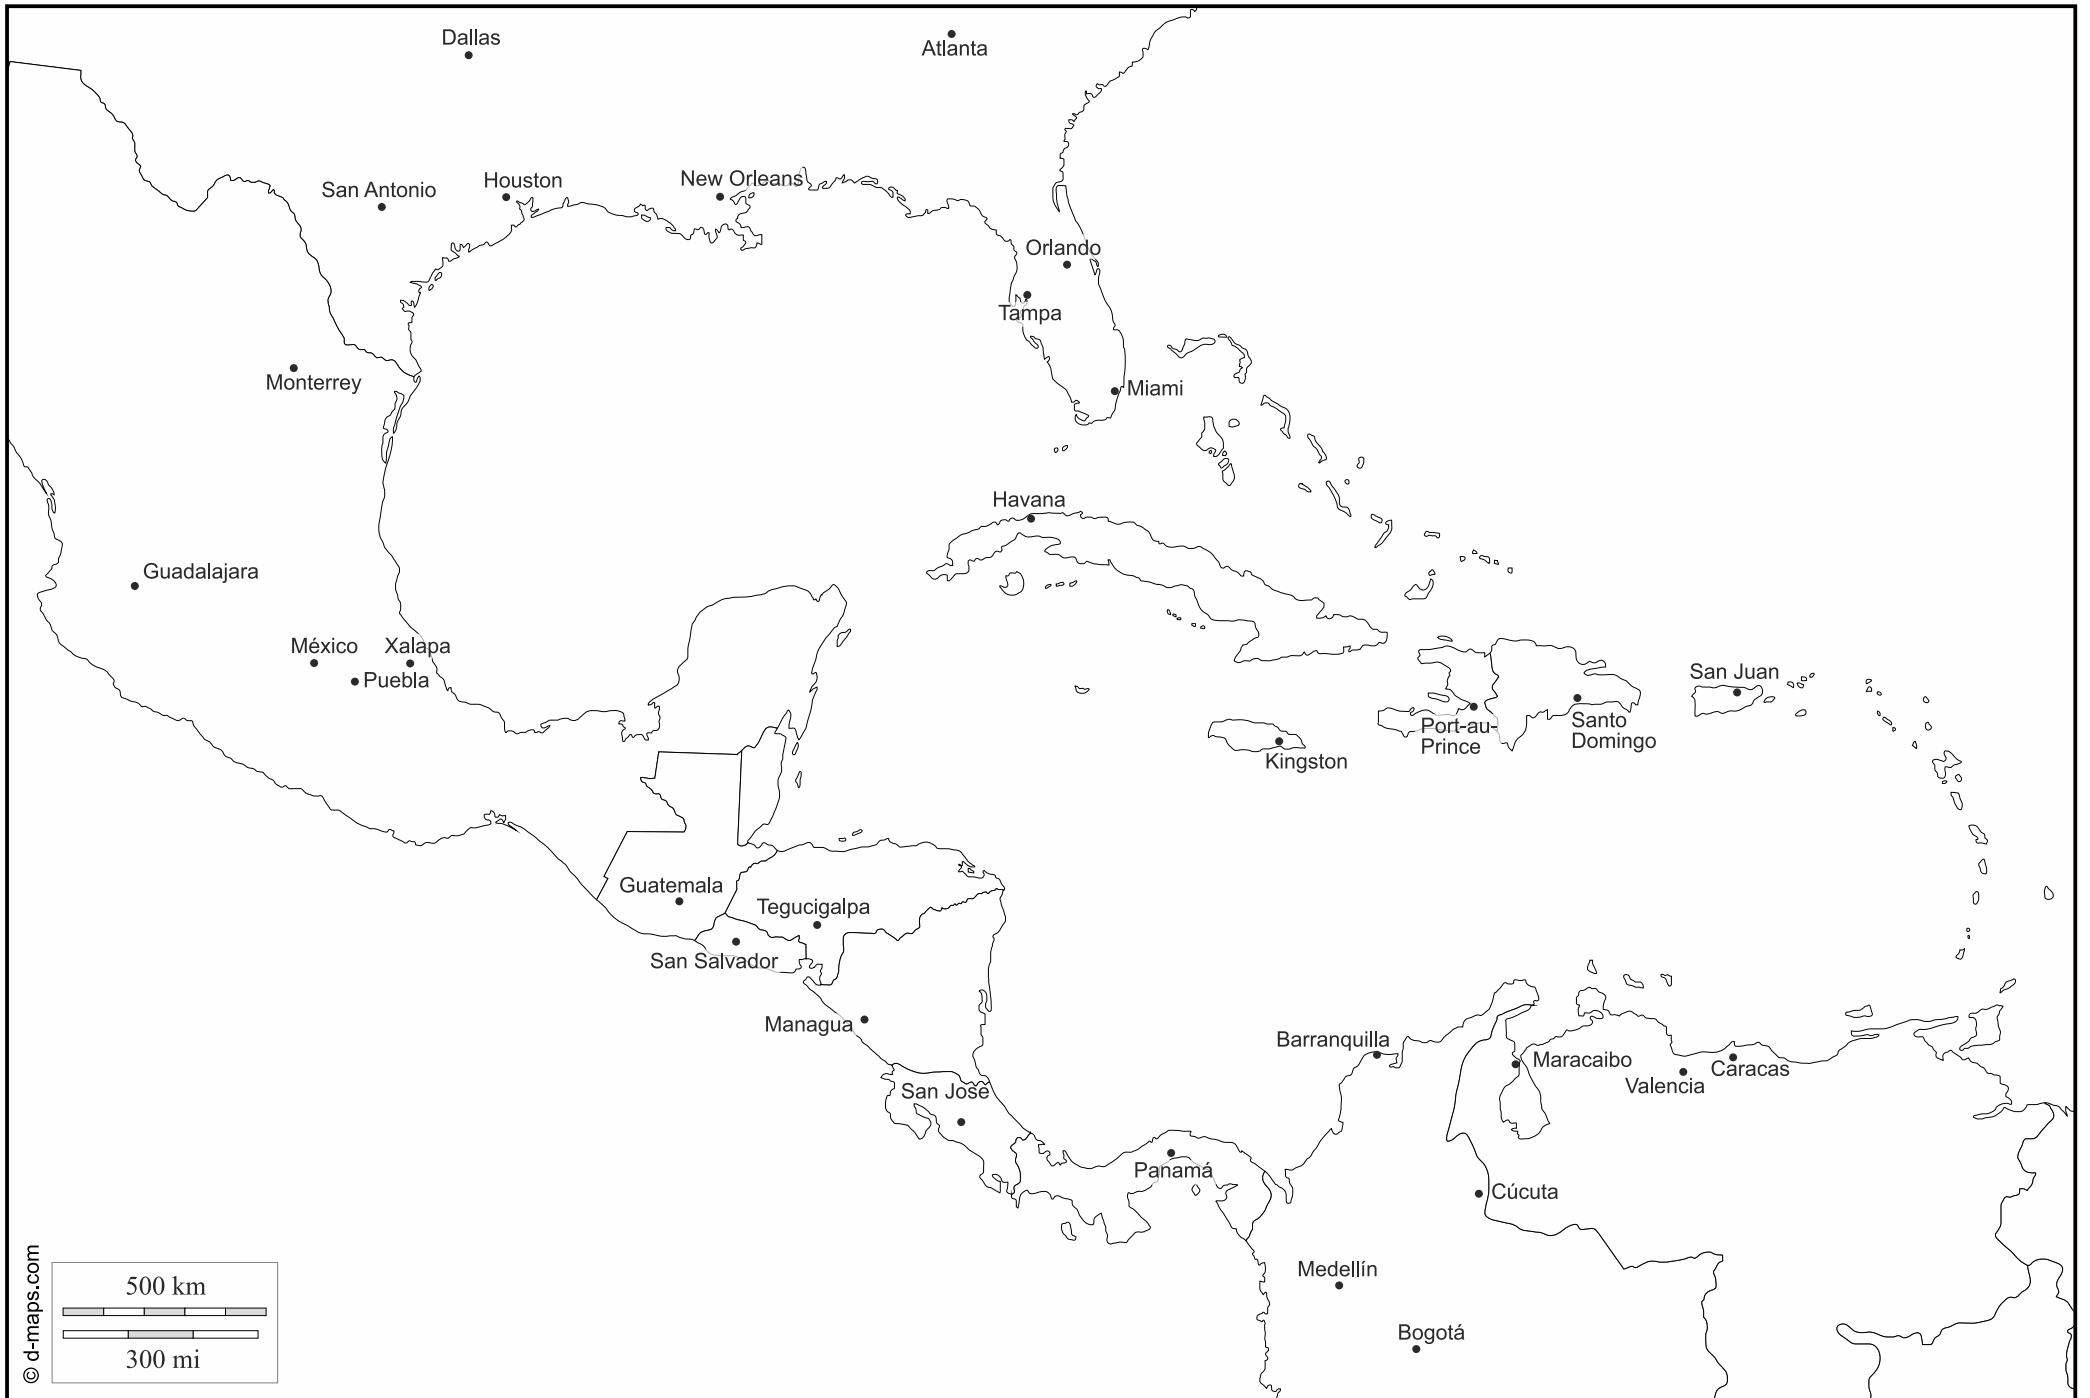 Dallas
Atlanta
San Antonio
Houston
New Orleans
Orlando
Tampa
Monterrey
Miami
Havana
Guadalajara
México
Xalapa
Puebla
San Juan
Port-au-
Prince
Santo
Domingo
Kingston
Guatemala
Tegucigalpa
San Salvador
Managua
Barranquilla
Maracaibo
Caracas
Valencia
San José
Panamá
Cúcuta
Medellín
Bogotá
500 km
300 mi
© d-maps.com